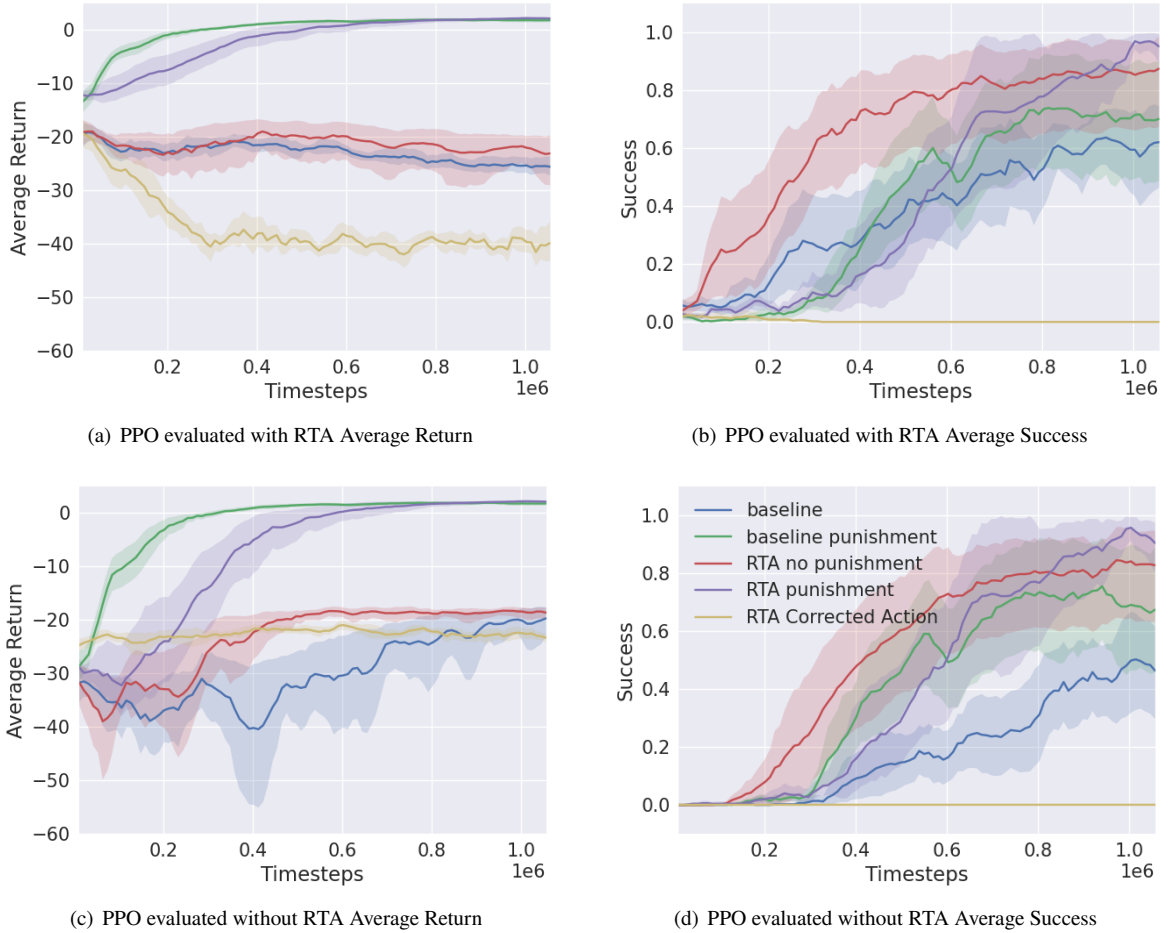 0
−10
−20
−30
−40
−50
−60
Average Return
0.2 0.4 0.6 0.8 1.0
Timesteps
1e6
(a) PPO evaluated with RTA Average Return
1.0
0.8
0.6
0.4
0.2
0.0
Success
0.2 0.4 0.6 0.8 1.0
Timesteps
1e6
(b) PPO evaluated with RTA Average Success
0
−10
−20
−30
−40
−50
−60
Average Return
0.2 0.4 0.6 0.8 1.0
Timesteps
1e6
(c) PPO evaluated without RTA Average Return
1.0
0.8
0.6
0.4
0.2
0.0
Success
baseline
baseline punishment
RTA no punishment
RTA punishment
RTA Corrected Action
0.2 0.4 0.6 0.8 1.0
Timesteps
1e6
(d) PPO evaluated without RTA Average Success